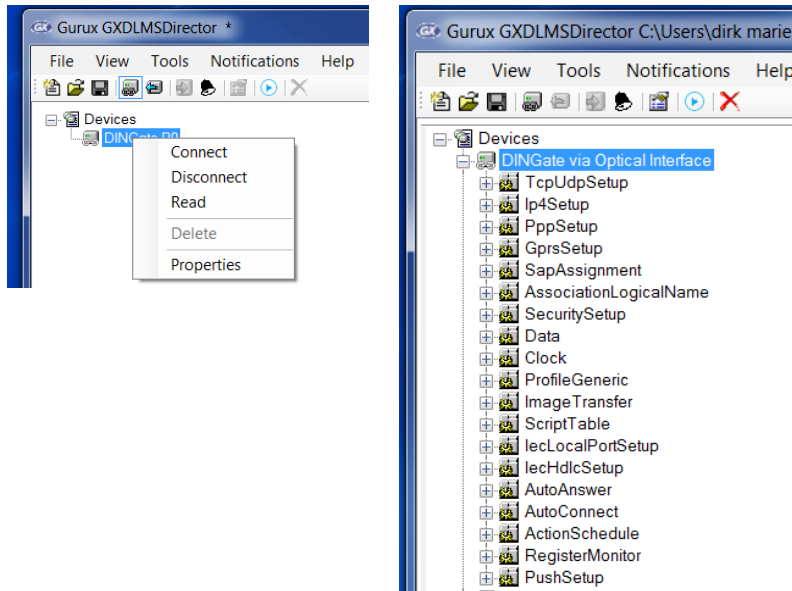 Gurux GXDLMSDirector *
File View Tools Notifications Help
Devices
Connect
Disconnect
Read
Delete
Properties
Gurux GXDLMSDirector C:\Users\dirk marie
File View Tools Notifications Help
Devices
DINGate via Optical Interface
TcpUdpSetup
Ip4Setup
PppSetup
GprsSetup
SapAssignment
AssociationLogicalName
SecuritySetup
Data
Clock
ProfileGeneric
ImageTransfer
ScriptTable
IecLocalPortSetup
IecHdlcSetup
AutoAnswer
AutoConnect
ActionSchedule
RegisterMonitor
PushSetup